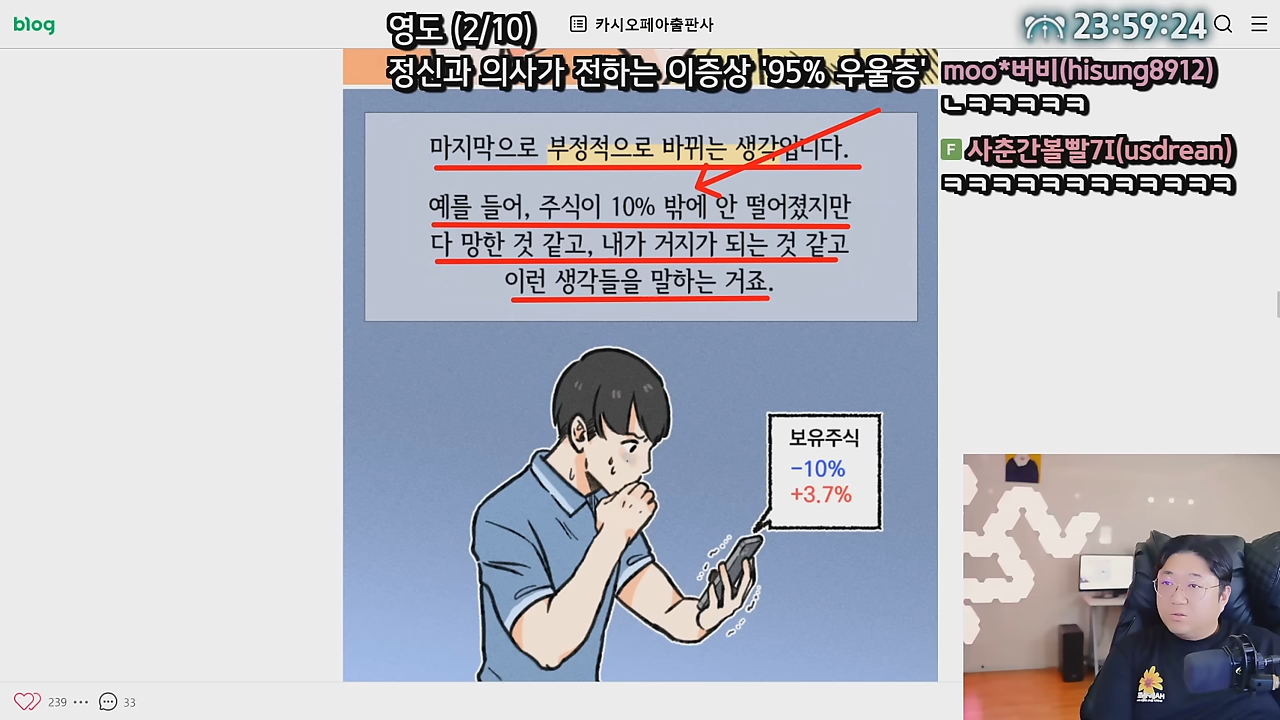 blog
영도 (2/10)
카시오페아출판사
23:59:24
정신과 의사가 전하는 이증상 '95% 우울증'
moo*버비(hisung8912)
ㄴㅋㅋㅋㅋㅋ
F 사춘간볼빨7I(usdrean)
ㅋㅋㅋㅋㅋㅋㅋㅋㅋㅋㅋㅋ
마지막으로 부정적으로 바뀌는 생각입니다.
예를 들어, 주식이 10% 밖에 안 떨어졌지만
다 망한 것 같고, 내가 거지가 되는 것 같고
이런 생각들을 말하는 거죠.
보유주식
-10%
+3.7%
239
33